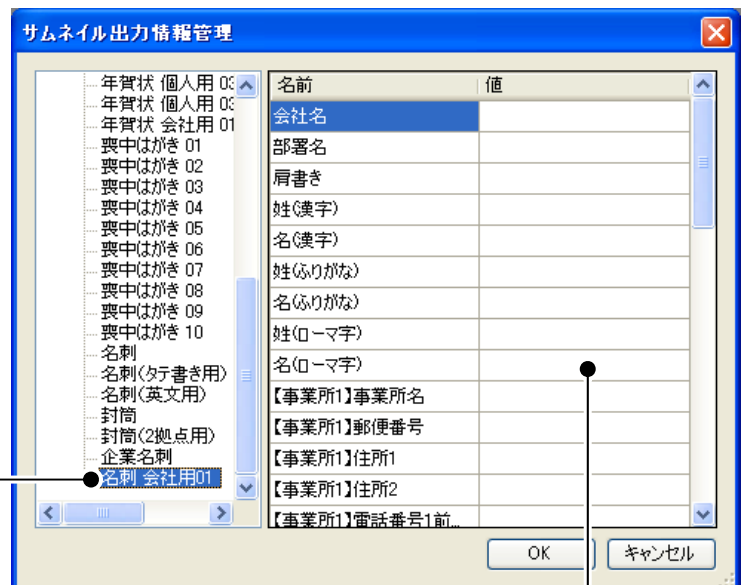 サムネイル出力情報管理
年賀状 個人用 03
年賀状 個人用 03
年賀状 会社用 01
喪中はがき 01
喪中はがき 02
喪中はがき 03
喪中はがき 04
喪中はがき 05
喪中はがき 06
喪中はがき 07
喪中はがき 08
喪中はがき 09
喪中はがき 10
名刺
名刺(タテ書き用)
名刺(英文用)
封筒
封筒(2拠点用)
企業名刺
名刺 会社用01
名前 値
会社名
部署名
肩書き
姓(漢字)
名(漢字)
姓(ふりがな)
名(ふりがな)
姓(ローマ字)
名(ローマ字)
【事業所1】事業所名
【事業所1】郵便番号
【事業所1】住所1
【事業所1】住所2
【事業所1】電話番号1前...
OK キャンセル